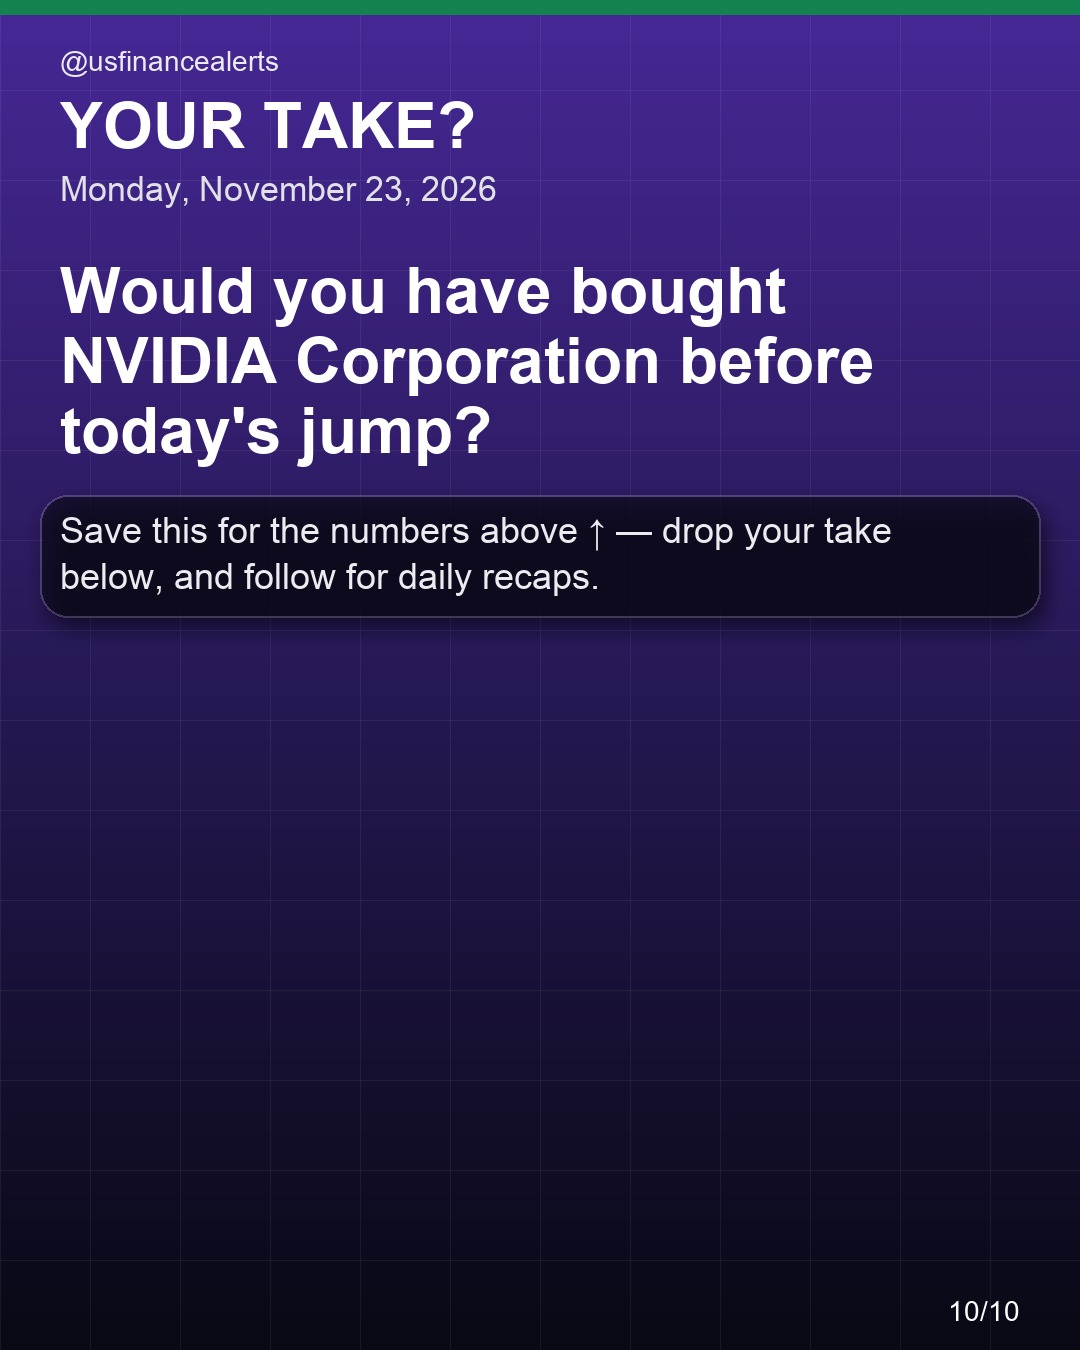 @usfinancealerts
YOUR TAKE?
Monday, November 23, 2026
Would you have bought
NVIDIA Corporation before
today's jump?
Save this for the numbers above ↑ — drop your take
below, and follow for daily recaps.
10/10